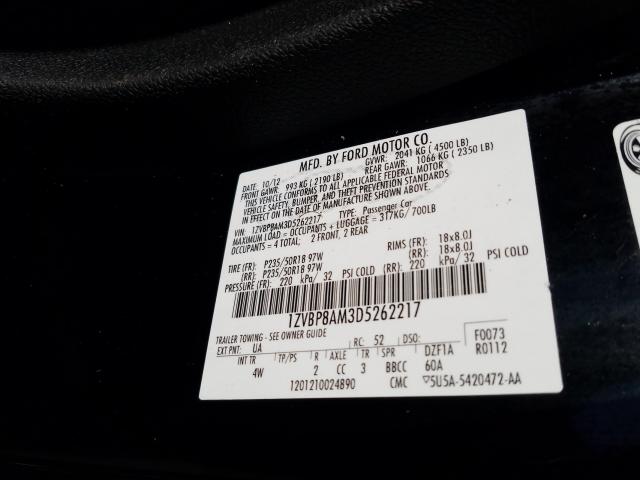 MFD. BY FORD MOTOR CO.
DATE: 10/12 GVWR: 2041 KG ( 4500 LB)
FRONT GAWR: 993 KG ( 2190 LB) REAR GAWR: 1066 KG ( 2350 LB)
THIS VEHICLE CONFORMS TO ALL APPLICABLE FEDERAL MOTOR
VEHICLE SAFETY, BUMPER, AND THEFT PREVENTION STANDARDS
IN EFFECT ON THE DATE OF MANUFACTURE SHOWN ABOVE.
VIN: 1ZVBP8AM3D5262217 TYPE: Passenger Car
MAXIMUM LOAD = OCCUPANTS + LUGGAGE = 317KG/ 700LB
OCCUPANTS = 4 TOTAL; 2 FRONT, 2 REAR
TIRE (FR): P235/50R18 97W RIMS (FR): 18x8.0J
(RR): P235/50R18 97W (RR): 18x8.0J
PRESSURE (FR): 220 kPa/ 32 PSI COLD (RR): 220 kPa/ 32 PSI COLD
1ZVBP8AM3D5262217
TRAILER TOWING - SEE OWNER GUIDE
EXT PNT: UA RC: 52 DSO: F0073
INT TR TP/PS R AXLE TR SPR DZF1A R0112
4W 2 CC 3 BBCC 60A
1201210024890 CMC ▽5U5A-5420472-AA